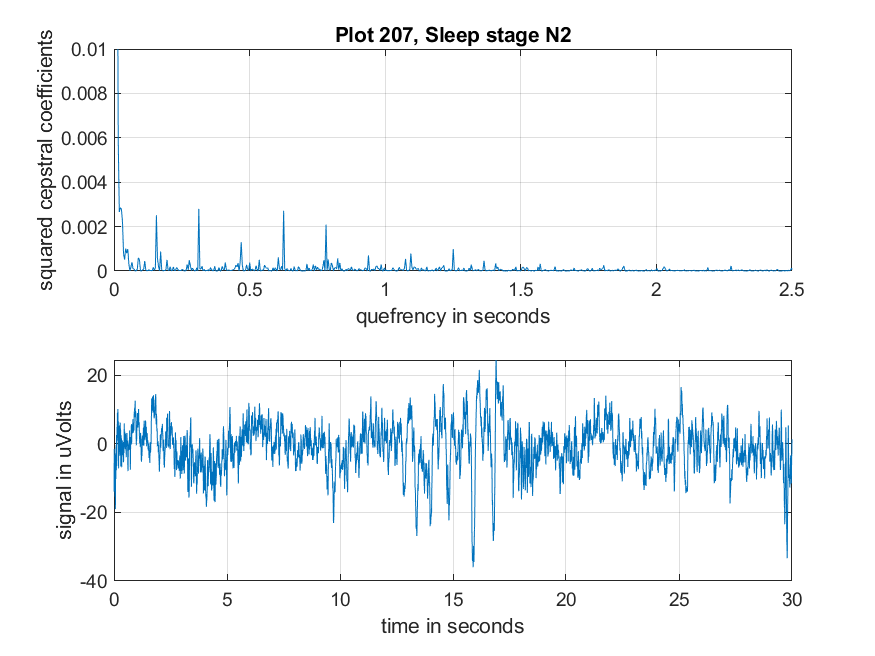 Plot 207, Sleep stage N2
squared cepstral coefficients
0.01
0.008
0.006
0.004
0.002
0
0 0.5 1 1.5 2 2.5
quefrency in seconds
signal in uVolts
20
0
-20
-40
0 5 10 15 20 25 30
time in seconds